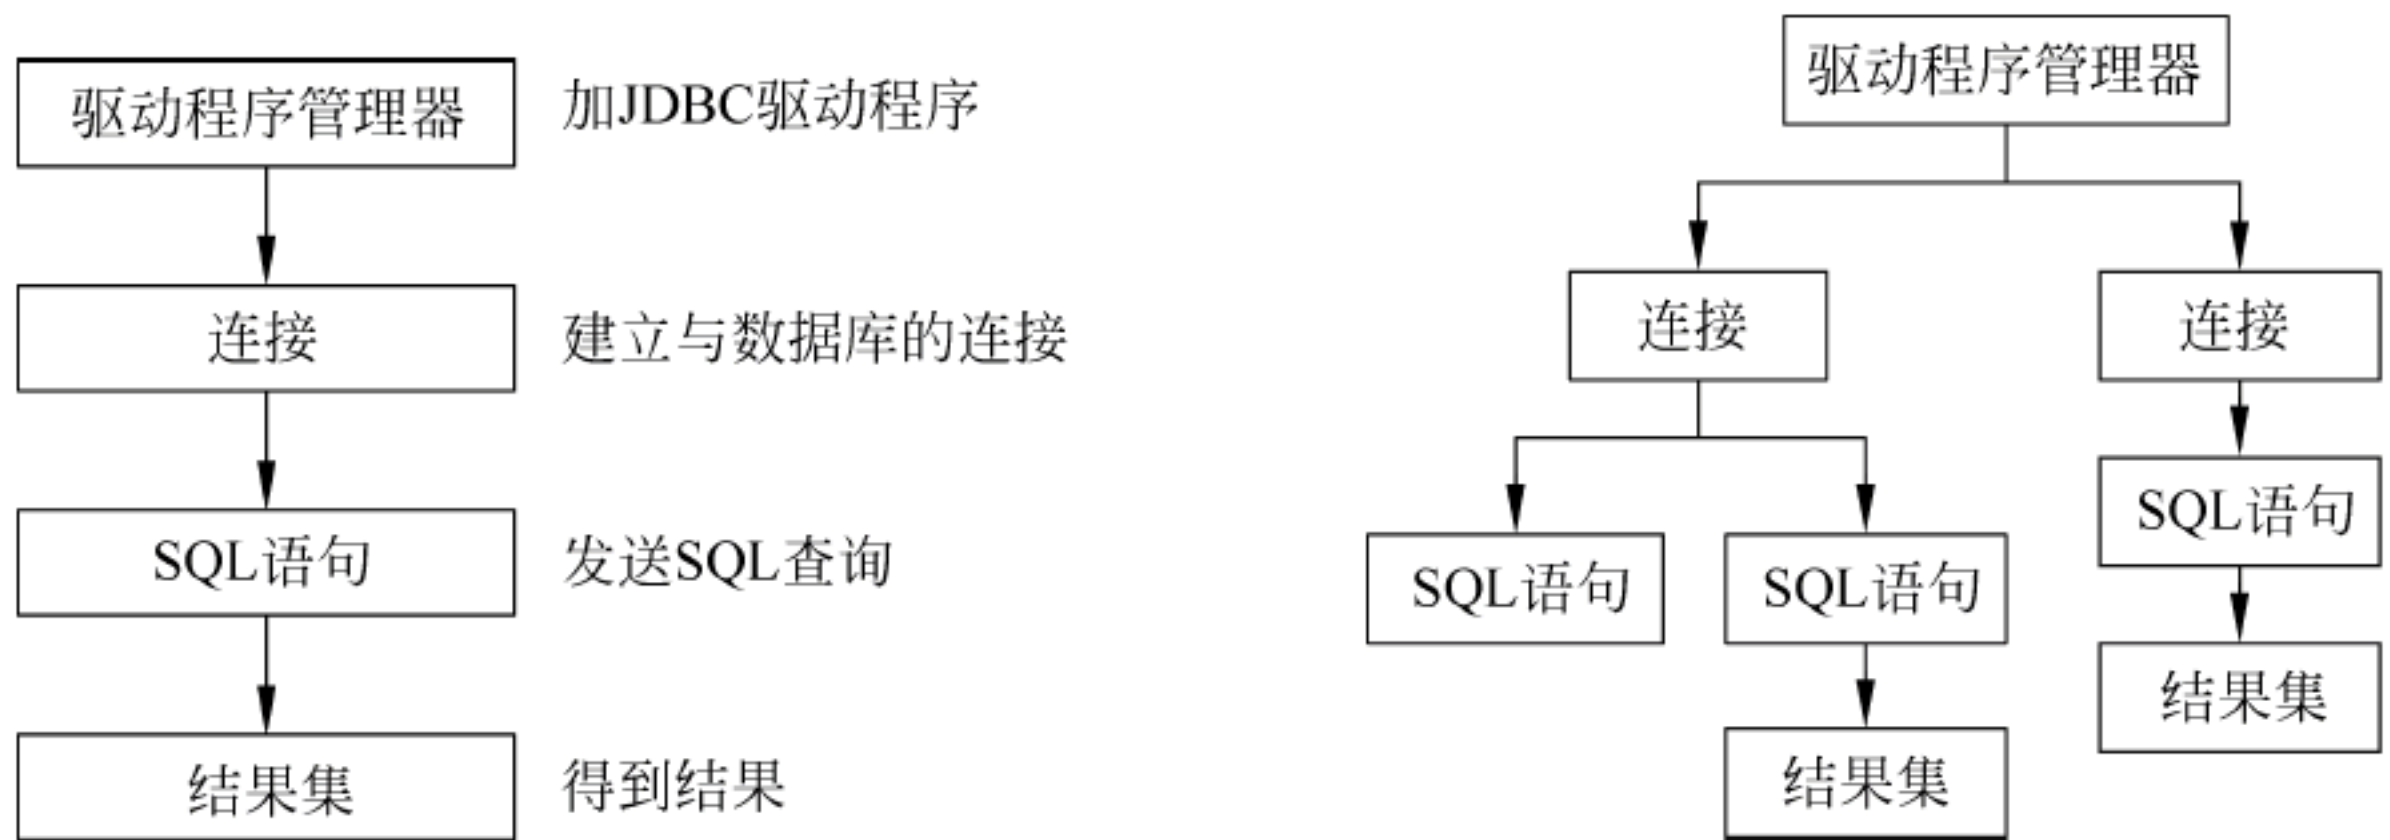 驱动程序管理器
加JDBC驱动程序
连接
建立与数据库的连接
SQL语句
发送SQL查询
结果集
得到结果
驱动程序管理器
连接
连接
SQL语句
SQL语句
SQL语句
结果集
结果集